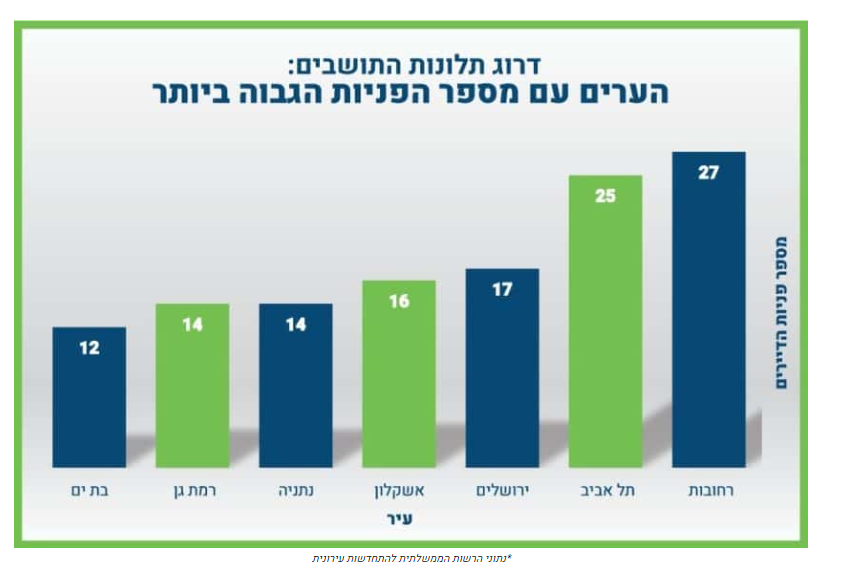 דרוג תלונות התושבים:
הערים עם מספר הפניות הגבוה ביותר
27
25
17
16
14
14
12
מספר פניות הדיירים
רחובות
תל אביב
ירושלים
אשקלון
נתניה
רמת גן
בת ים
עיר
*נתוני הרשות הממשלתית להתחדשות עירונית